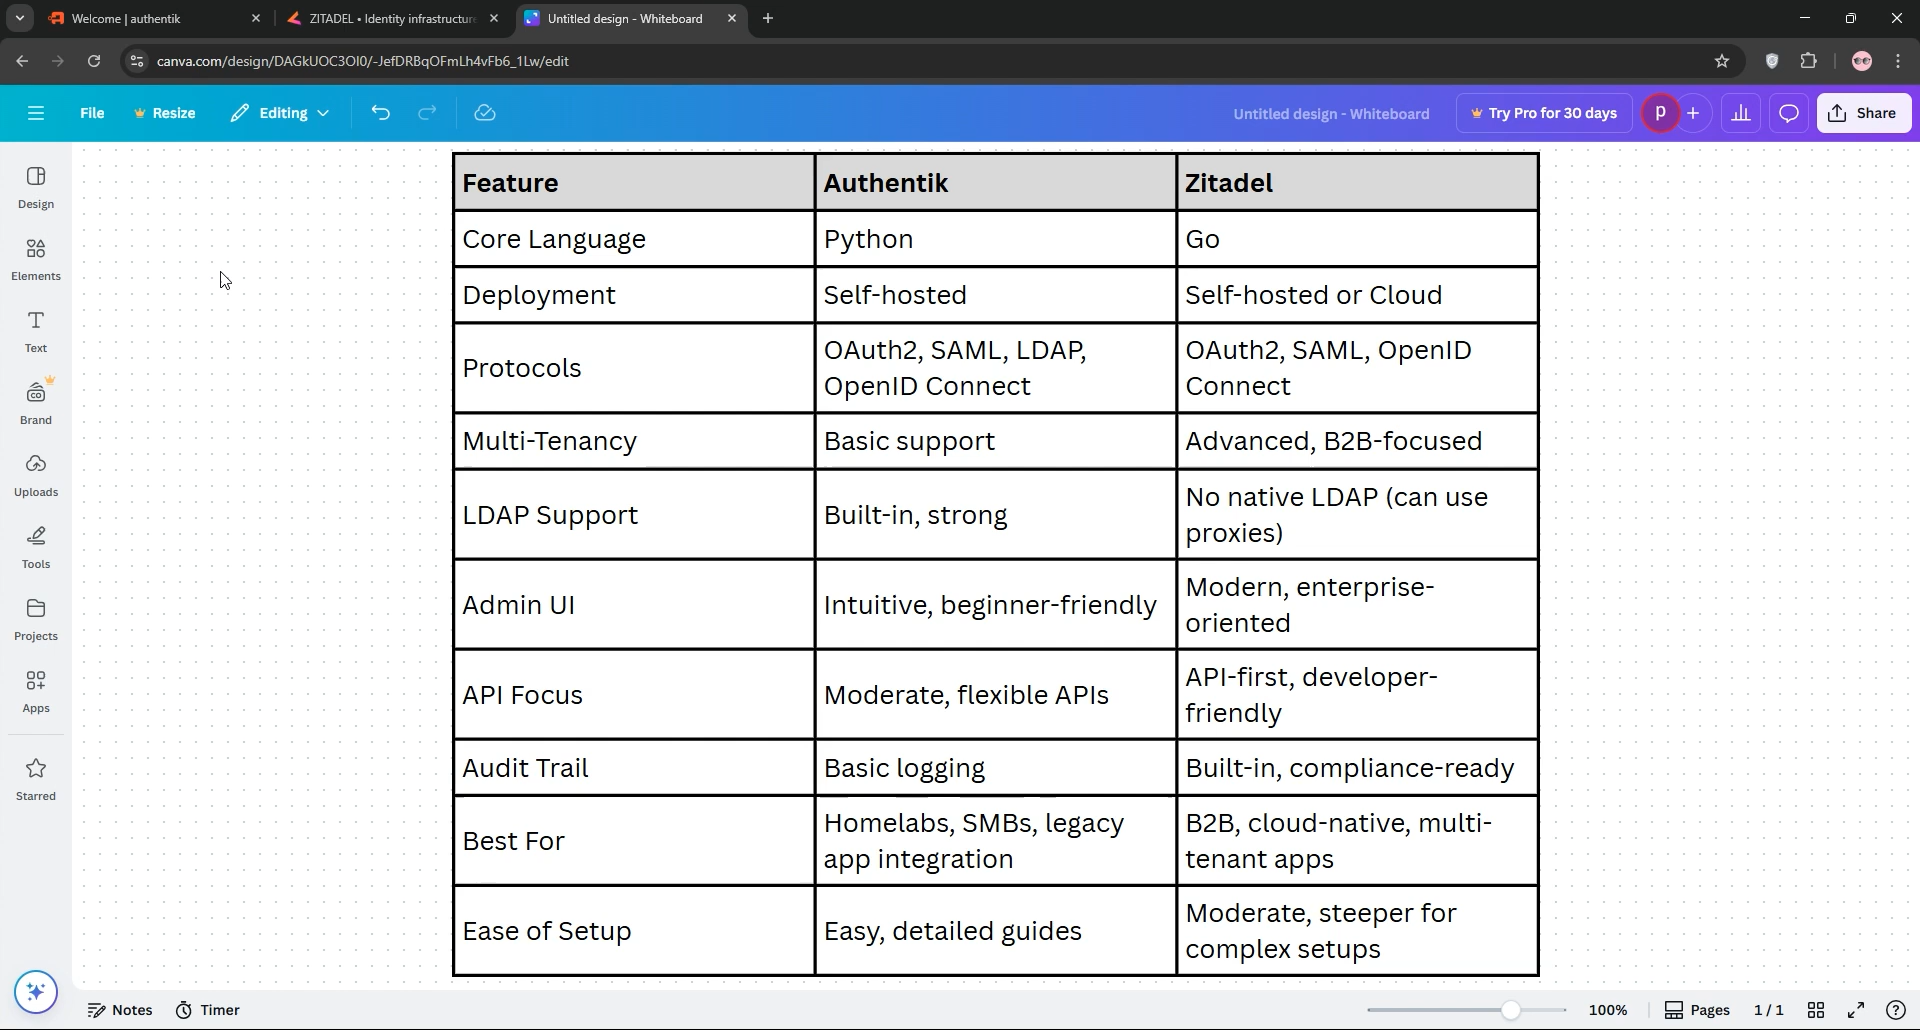 Welcome | authentik
ZITADEL • Identity infrastructure
Untitled design - Whiteboard
canva.com/design/DAGkUOC3OI0/-JefDRBqOFmLh4vFb6_1Lw/edit
File
Resize
Editing
Untitled design - Whiteboard
Try Pro for 30 days
P
Share
Design
Elements
Text
Brand
Uploads
Tools
Projects
Apps
Starred
Feature
Authentik
Zitadel
Core Language
Python
Go
Deployment
Self-hosted
Self-hosted or Cloud
Protocols
OAuth2, SAML, LDAP,
OpenID Connect
OAuth2, SAML, OpenID
Connect
Multi-Tenancy
Basic support
Advanced, B2B-focused
LDAP Support
Built-in, strong
No native LDAP (can use
proxies)
Admin UI
Intuitive, beginner-friendly
Modern, enterprise-
oriented
API Focus
Moderate, flexible APIs
API-first, developer-
friendly
Audit Trail
Basic logging
Built-in, compliance-ready
Best For
Homelabs, SMBs, legacy
app integration
B2B, cloud-native, multi-
tenant apps
Ease of Setup
Easy, detailed guides
Moderate, steeper for
complex setups
Notes
Timer
100%
Pages
1 / 1